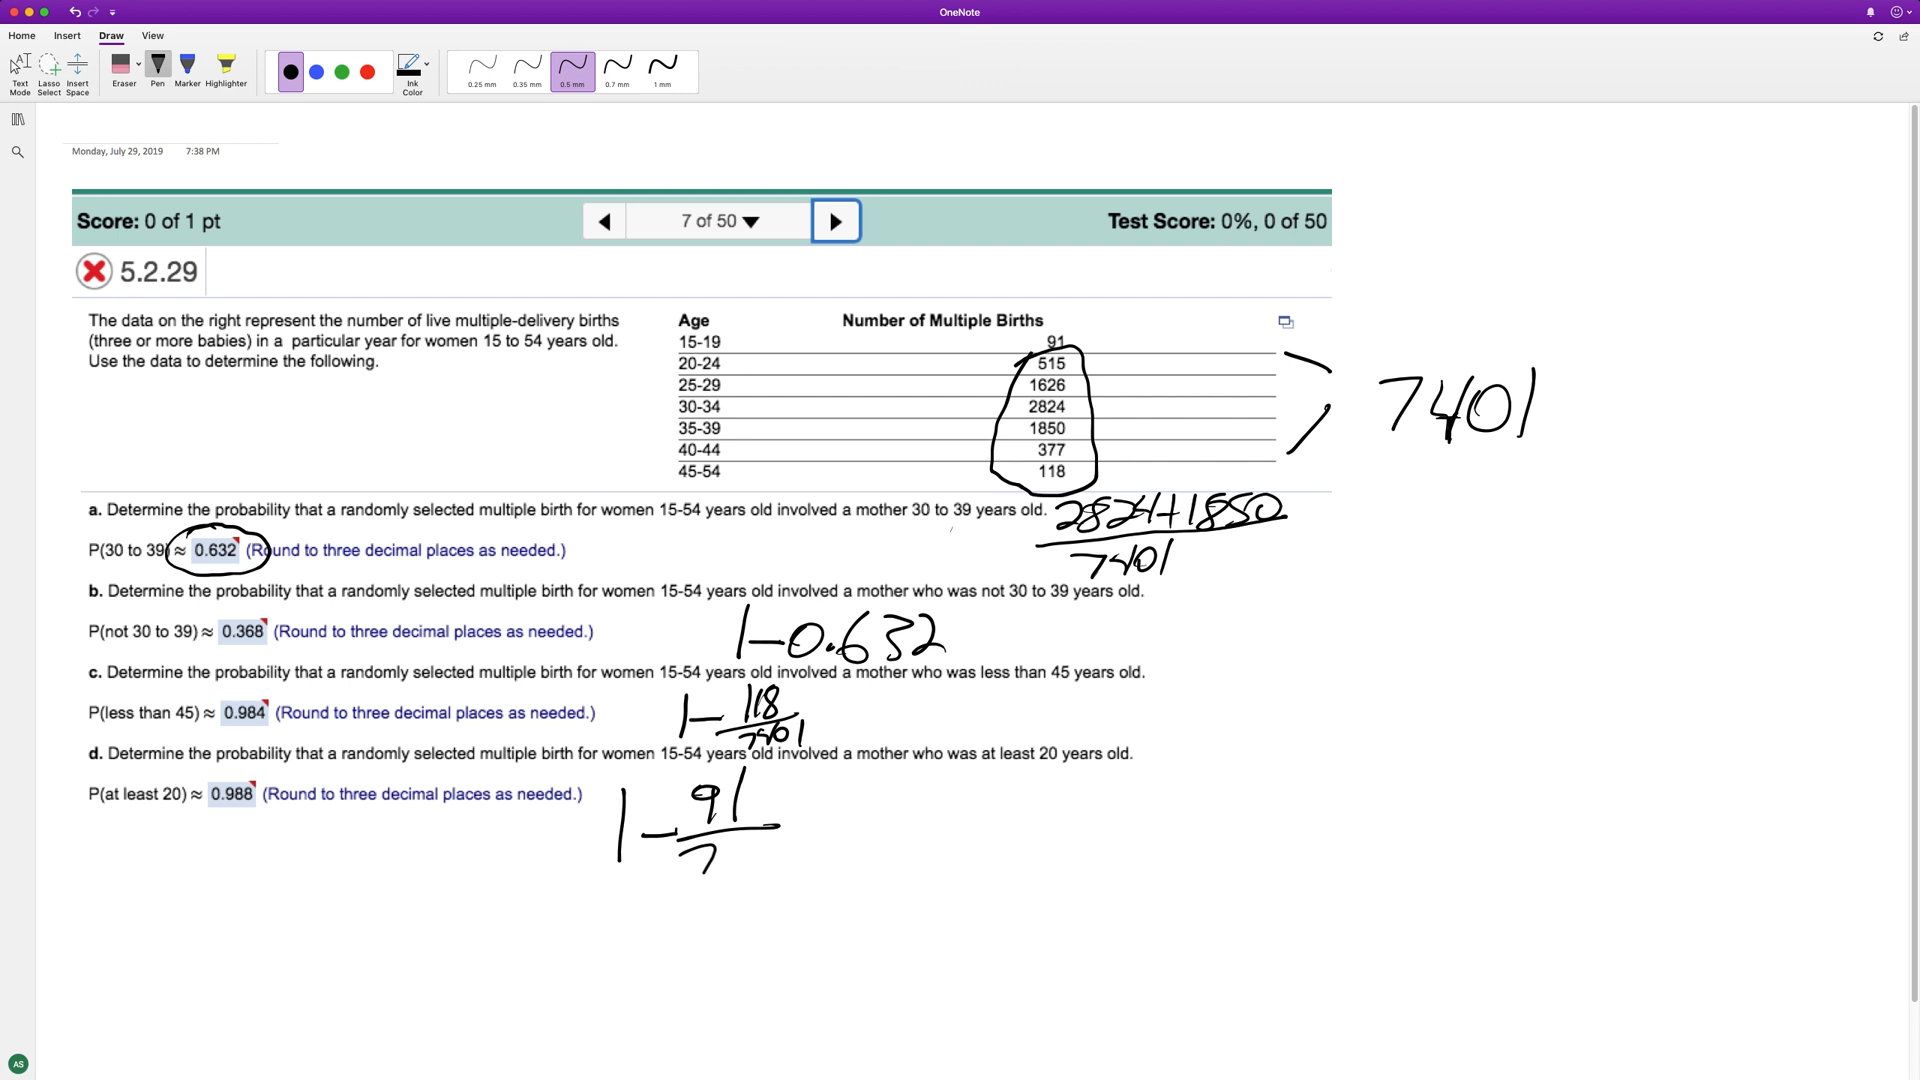 OneNote
Home Insert Draw View
Text Mode
Lasso Select
Insert Space
Eraser
Pen
Marker
Highlighter
Ink Color
0.25 mm
0.35 mm
0.5 mm
0.7 mm
1 mm
Monday, July 29, 2019 7:38 PM
Score: 0 of 1 pt
7 of 50
Test Score: 0%, 0 of 50
5.2.29
The data on the right represent the number of live multiple-delivery births
(three or more babies) in a particular year for women 15 to 54 years old.
Use the data to determine the following.
Age Number of Multiple Births
15-19 91
20-24 515
25-29 1626
30-34 2824
35-39 1850
40-44 377
45-54 118
7401
a. Determine the probability that a randomly selected multiple birth for women 15-54 years old involved a mother 30 to 39 years old.
2824+1850
7401
P(30 to 39) ≈ 0.632 (Round to three decimal places as needed.)
b. Determine the probability that a randomly selected multiple birth for women 15-54 years old involved a mother who was not 30 to 39 years old.
P(not 30 to 39) ≈ 0.368 (Round to three decimal places as needed.)
1-0.632
c. Determine the probability that a randomly selected multiple birth for women 15-54 years old involved a mother who was less than 45 years old.
P(less than 45) ≈ 0.984 (Round to three decimal places as needed.)
1- 118
7401
d. Determine the probability that a randomly selected multiple birth for women 15-54 years old involved a mother who was at least 20 years old.
P(at least 20) ≈ 0.988 (Round to three decimal places as needed.)
1- 91
7
AS